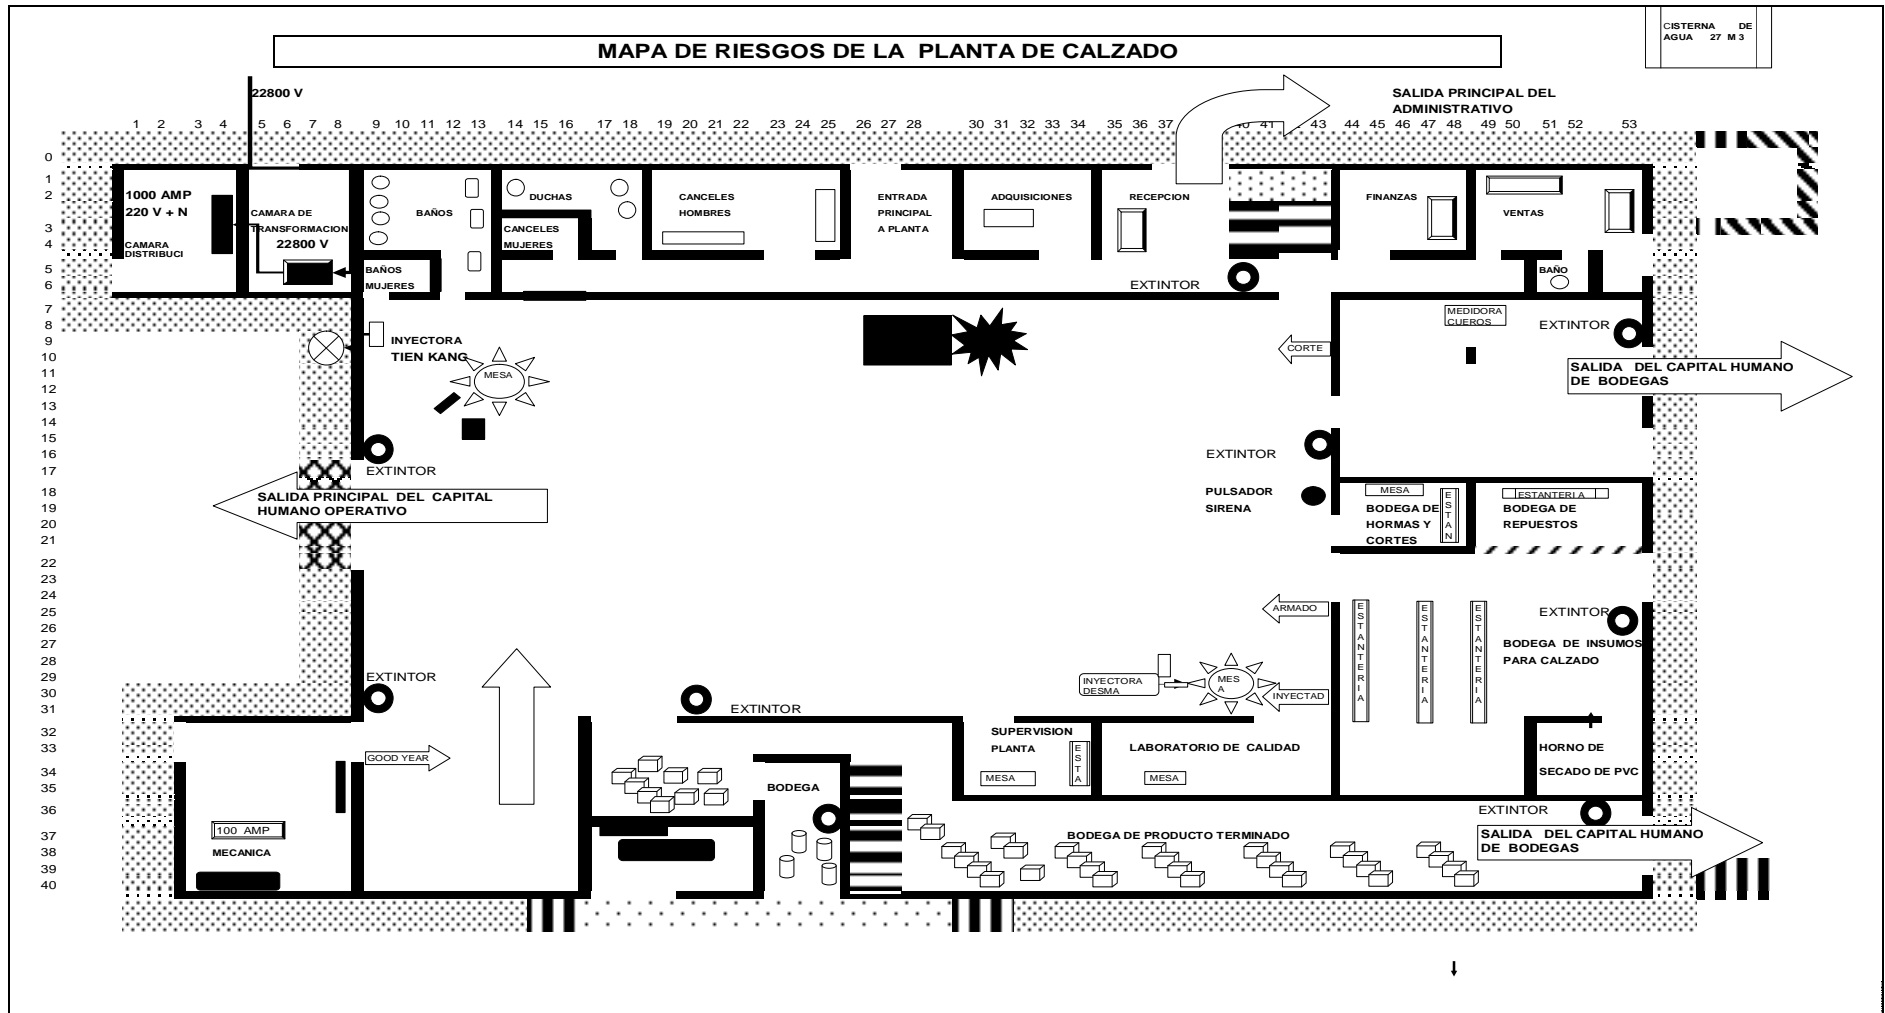 CISTERNA DE
AGUA 27 M 3
MAPA DE RIESGOS DE LA PLANTA DE CALZADO
22800 V
SALIDA PRINCIPAL DEL
ADMINISTRATIVO
1 2 3 4 5 6 7 8 9 10 11 12 13 14 15 16 17 18 19 20 21 22 23 24 25 26 27 28 30 31 32 33 34 35 36 37 40 41 43 44 45 46 47 48 49 50 51 52 53
0
1
2
3
4
5
6
7
8
9
10
11
12
13
14
15
16
17
18
19
20
21
22
23
24
25
26
27
28
29
30
31
32
33
34
35
36
37
38
39
40
1000 AMP
220 V + N
CAMARA
DISTRIBUCI
CAMARA DE
TRANSFORMACION
22800 V
BAÑOS
BAÑOS
MUJERES
DUCHAS
CANCELES
MUJERES
CANCELES
HOMBRES
ENTRADA
PRINCIPAL
A PLANTA
ADQUISICIONES
RECEPCION
EXTINTOR
FINANZAS
VENTAS
BAÑO
INYECTORA
TIEN KANG
MESA
CORTE
MEDIDORA
CUEROS
EXTINTOR
SALIDA DEL CAPITAL HUMANO
DE BODEGAS
EXTINTOR
SALIDA PRINCIPAL DEL CAPITAL
HUMANO OPERATIVO
EXTINTOR
PULSADOR
SIRENA
MESA
BODEGA DE
HORMAS Y
CORTES
ESTAN
ESTANTERIA
BODEGA DE
REPUESTOS
ARMADO
ESTANTERIA
ESTANTERIA
ESTANTERIA
EXTINTOR
BODEGA DE INSUMOS
PARA CALZADO
EXTINTOR
INYECTORA
DESMA
MES
A
INYECTAD
EXTINTOR
GOOD YEAR
SUPERVISION
PLANTA
ESTA
MESA
LABORATORIO DE CALIDAD
MESA
HORNO DE
SECADO DE PVC
BODEGA
EXTINTOR
100 AMP
MECANICA
BODEGA DE PRODUCTO TERMINADO
SALIDA DEL CAPITAL HUMANO
DE BODEGAS